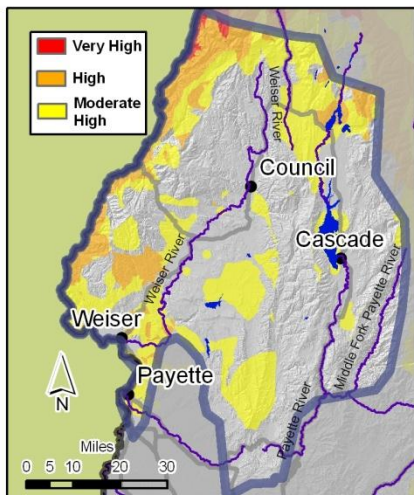 Very High
High
Moderate
High
Weiser River
Council
Cascade
Weiser River
Middle Fork Payette River
Weiser
Payette
Payette River
N
Miles
0 5 10 20 30